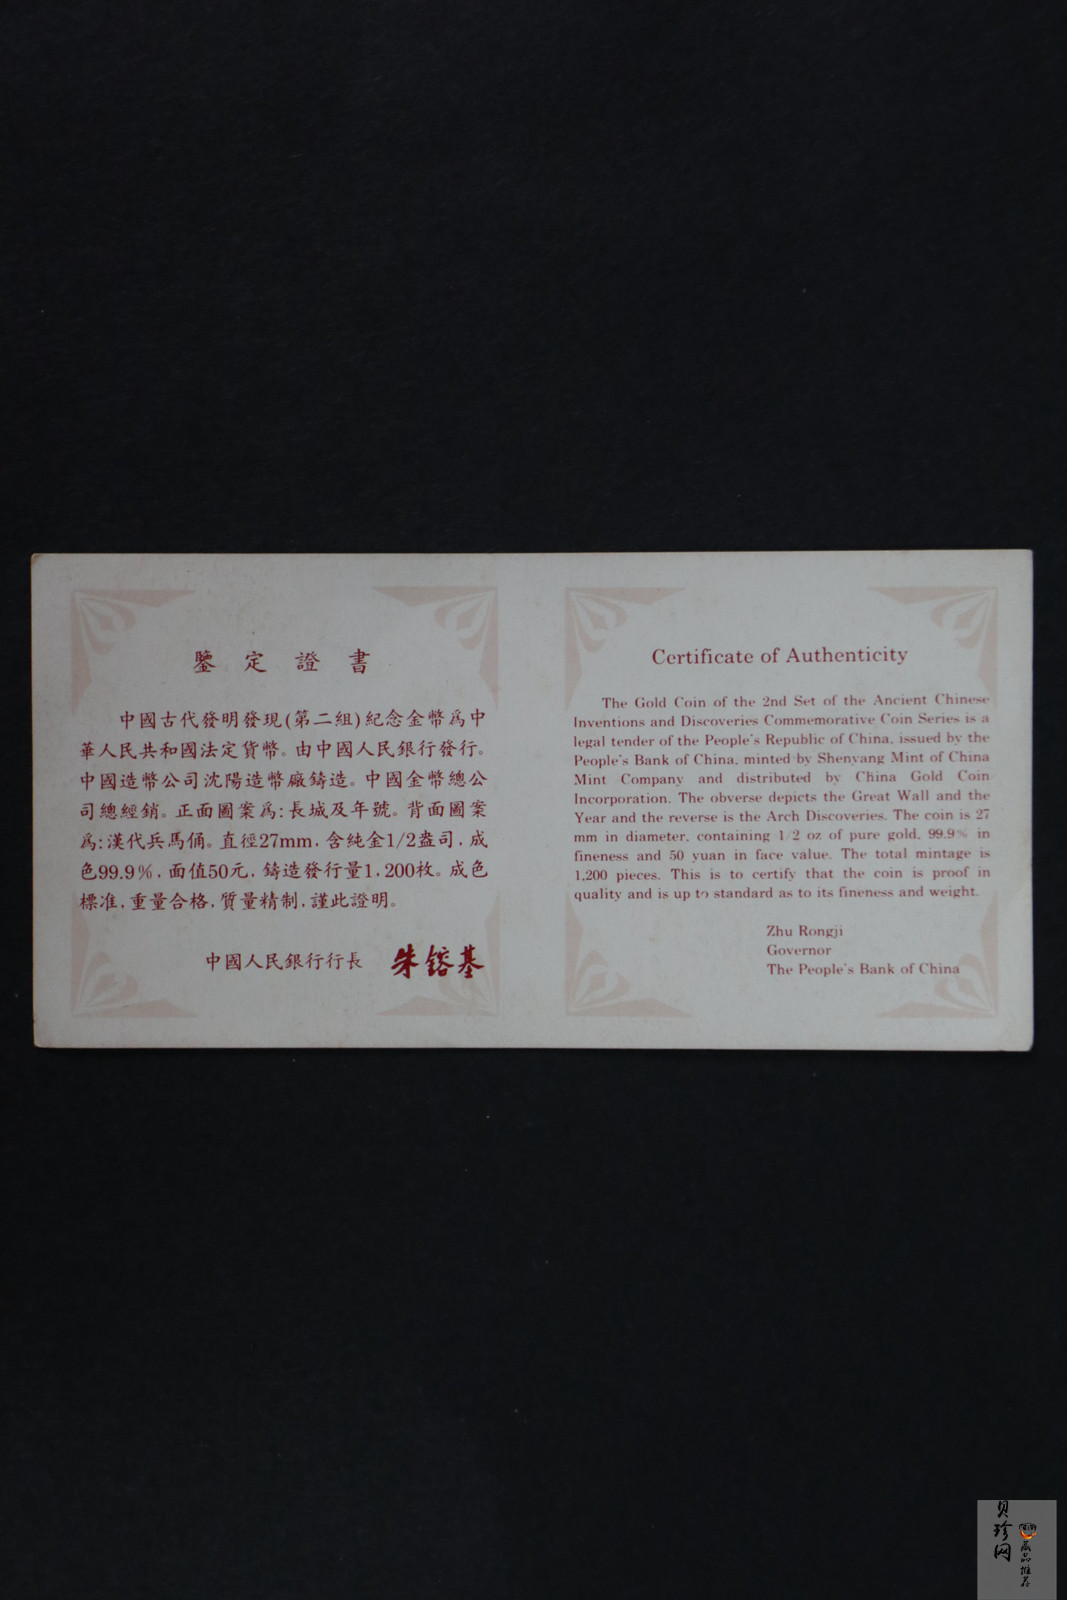 鑒定證書
中國古代發明發現(第二組)紀念金幣爲中
華人民共和國法定貨幣。由中國人民銀行發行。
中國造幣公司沈陽造幣廠鑄造。中國金幣總公
司總經銷。正面圖案爲:長城及年號。背面圖案
爲:漢代兵馬俑。直徑27mm,含純金1/2盎司,成
色99.9%,面值50元,鑄造發行量1,200枚。成色
標准,重量合格,質量精制,謹此證明。
中國人民銀行行長 朱鎔基
Certificate of Authenticity
The Gold Coin of the 2nd Set of the Ancient Chinese
Inventions and Discoveries Commemorative Coin Series is a
legal tender of the People's Republic of China, issued by the
People's Bank of China, minted by Shenyang Mint of China
Mint Company and distributed by China Gold Coin
Incorporation. The obverse depicts the Great Wall and the
Year and the reverse is the Arch Discoveries. The coin is 27
mm in diameter, containing 1/2 oz of pure gold, 99.9% in
fineness and 50 yuan in face value. The total mintage is
1,200 pieces. This is to certify that the coin is proof in
quality and is up to standard as to its fineness and weight.
Zhu Rongji
Governor
The People's Bank of China
貝珍网
藏品推荐